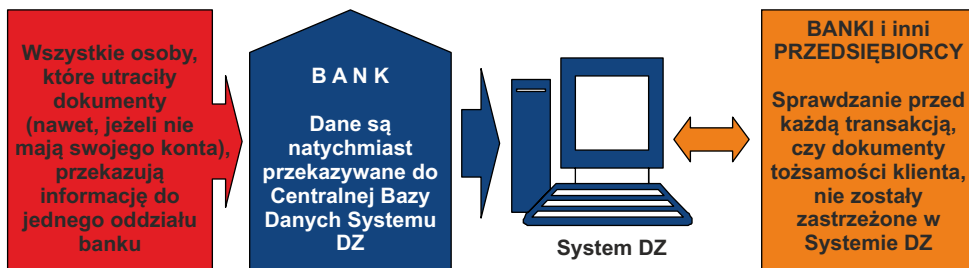 Wszystkie osoby,
które utraciły
dokumenty
(nawet, jeżeli nie
mają swojego konta),
przekazują
informację do
jednego oddziału
banku
B A N K
Dane są
natychmiast
przekazywane do
Centralnej Bazy
Danych Systemu
DZ
System DZ
BANKI i inni
PRZEDSIĘBIORCY
Sprawdzanie przed
każdą transakcją,
czy dokumenty
tożsamości klienta,
nie zostały
zastrzeżone w
Systemie DZ